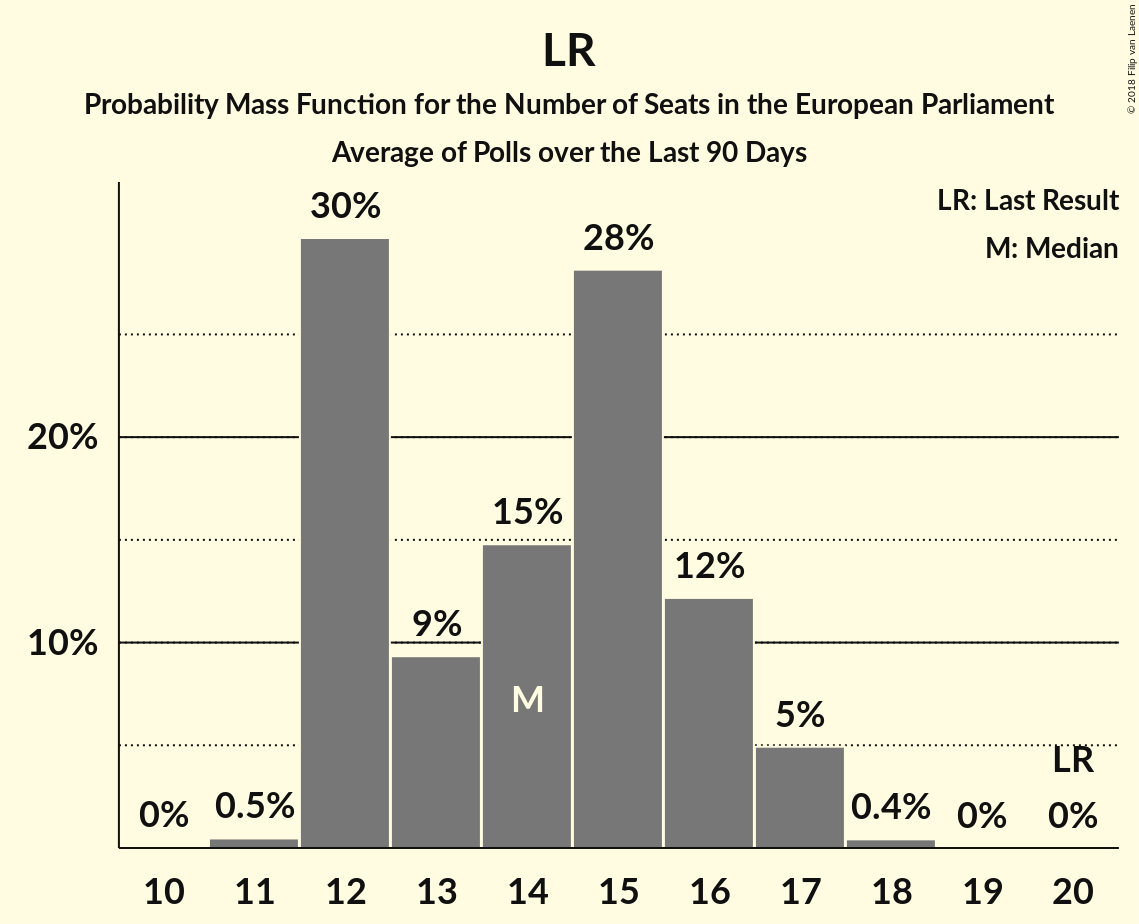 LR
Probability Mass Function for the Number of Seats in the European Parliament
Average of Polls over the Last 90 Days
© 2018 Filip van Laenen
LR: Last Result
M: Median
30%
28%
20%
15%
12%
10%
9%
M
5%
LR
0%
0.5%
0.4%
0%
0%
10 11 12 13 14 15 16 17 18 19 20